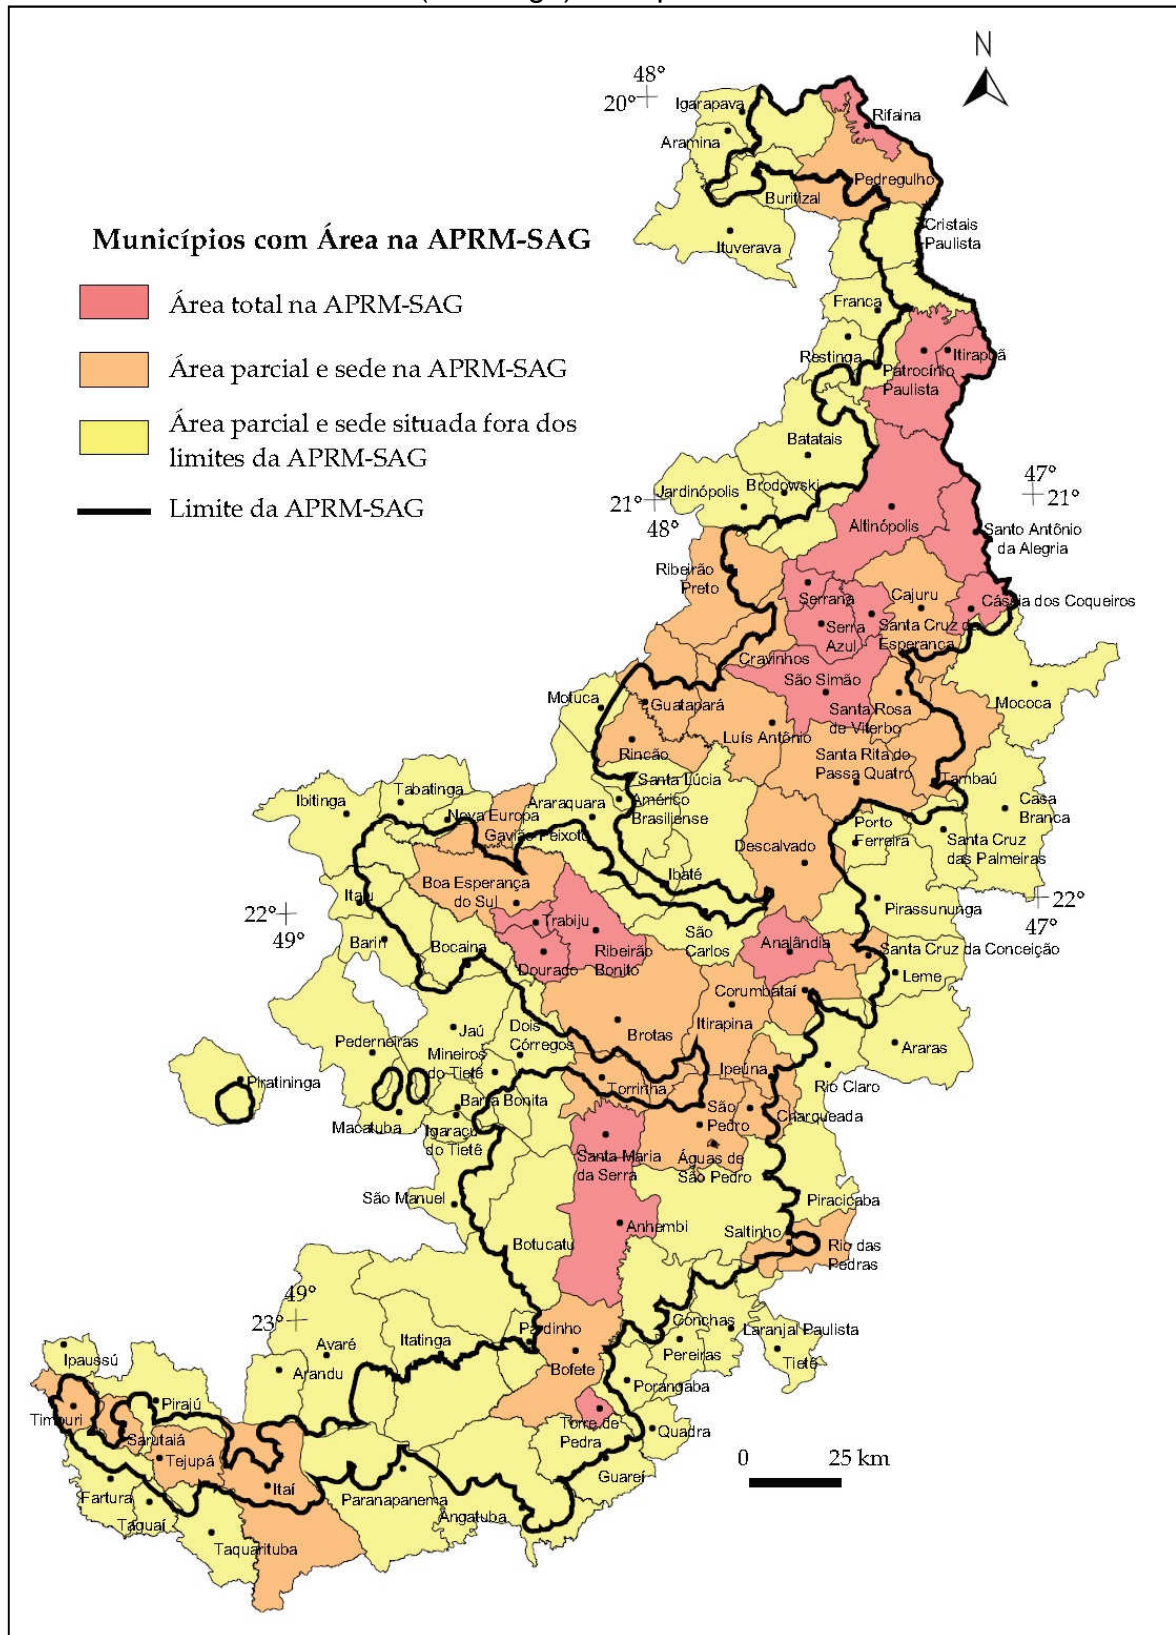 N
48°
20°
Igarapava
Rifaina
Aramina
Pedregulho
Buritizal
Municípios com Área na APRM-SAG
Cristais
Paulista
Ituverava
Área total na APRM-SAG
Franca
Área parcial e sede na APRM-SAG
Restinga
Itirapuã
Patrocínio
Paulista
Área parcial e sede situada fora dos
limites da APRM-SAG
Batatais
Limite da APRM-SAG
47°
21°
Jardinópolis
Brodowski
21°
48°
Altinópolis
Santo Antônio
da Alegria
Ribeirão
Preto
Serrana
Cajuru
Cássia dos Coqueiros
Serra
Azul
Santa Cruz da
Esperança
Cravinhos
São Simão
Motuca
Guatapará
Santa Rosa
de Viterbo
Mococa
Luís Antônio
Rincão
Santa Rita do
Passa Quatro
Tambaú
Santa Lúcia
Ibitinga
Tabatinga
Araraquara
Américo
Brasiliense
Casa
Branca
Nova Europa
Gavião Peixoto
Porto
Ferreira
Santa Cruz
das Palmeiras
Descalvado
Ibaté
Boa Esperança
do Sul
Itaju
22°
49°
22°
47°
Pirassununga
Trabiju
São
Carlos
Analândia
Bariri
Bocaina
Ribeirão
Bonito
Santa Cruz da Conceição
Dourado
Leme
Corumbataí
Jaú
Dois
Córregos
Brotas
Itirapina
Pederneiras
Mineiros
do Tietê
Araras
Ipeúna
Rio Claro
Piratininga
Torrinha
Barra Bonita
São
Pedro
Charqueada
Macatuba
Igaraçu
do Tietê
Santa Maria
da Serra
Águas de
São Pedro
São Manuel
Piracicaba
Anhembi
Saltinho
Botucatu
Rio das
Pedras
49°
23°
Pardinho
Conchas
Laranjal Paulista
Avaré
Itatinga
Ipaussú
Arandu
Bofete
Pereiras
Tietê
Porangaba
Pirajú
Timburi
Sarutaiá
Torre de
Pedra
Quadra
Tejupá
0 25 km
Guareí
Itaí
Fartura
Paranapanema
Taguaí
Angatuba
Taquarituba